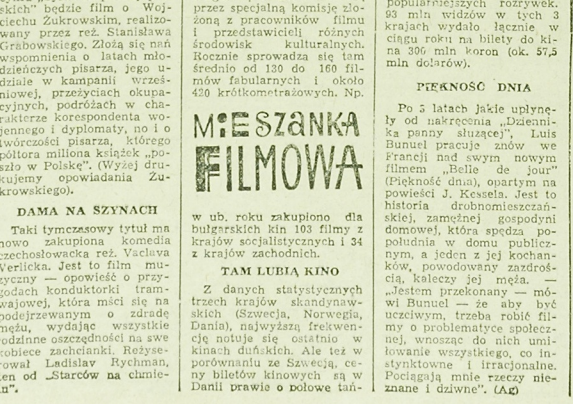 skich" będzie film o Woj-
ciechu Żukrowskim, realizo-
wany przez reż. Stanisława
Grabowskiego. Złożą się nań
wspomnienia o latach mło-
dzieńczych pisarza, jego u-
dziale w kampanii wrześ-
niowej, przeżyciach okupa-
cyjnych, podróżach w cha-
rakterze korespondenta wo-
jennego i dyplomaty, no i o
twórczości pisarza, którego
półtora miliona książek „po-
szło w Polskę". (Wyżej dru-
kujemy opowiadania Żu-
krowskiego).
DAMA NA SZYNACH
Taki tymczasowy tytuł ma
nowo zakupiona komedia
czechosłowacka reż. Vaclava
Verlicka. Jest to film mu-
zyczny — opowieść o przy-
godach konduktorki tram-
wajowej, która mści się na
podejrzewanym o zdradę
mężu, wydając wszystkie
rodzinne oszczędności na swe
kobiece zachcianki. Reżyse-
rował Ladislav Rychman,
ten od „Starców na chmie-
lu".
przez specjalną komisję zło-
żoną z pracowników filmu
i przedstawicieli różnych
środowisk kulturalnych.
Rocznie sprowadza się tam
średnio od 130 do 160 fil-
mów fabularnych i około
420 krótkometrażowych. Np.
MIESZANKA
FILMOWA
w ub. roku zakupiono dla
bułgarskich kin 103 filmy z
krajów socjalistycznych i 34
z krajów zachodnich.
TAM LUBIĄ KINO
Z danych statystycznych
trzech krajów skandynaw-
skich (Szwecja, Norwegia,
Dania), najwyższą frekwen-
cję notuje się ostatnio w
kinach duńskich. Ale też w
porównaniu ze Szwecją, ce-
ny biletów kinowych są w
Danii prawie o połowę tań-
popularniejszych rozrywek.
93 mln widzów w tych 3
krajach wydało łącznie w
ciągu roku na bilety do ki-
na 300 mln koron (ok. 57,5
mln dolarów).
PIĘKNOŚĆ DNIA
Po 5 latach jakie upłynę-
ły od nakręcenia „Dzienni-
ka panny służącej", Luis
Bunuel pracuje znów we
Francji nad swym nowym
filmem „Belle de jour"
(Piękność dnia), opartym na
powieści J. Kessela. Jest to
historia drobnomieszczań-
skiej, zamężnej gospodyni
domowej, która spędza po-
południa w domu publicz-
nym, a jeden z jej kochan-
ków, powodowany zazdroś-
cią, kaleczy jej męża. —
„Jestem przekonany — mó-
wi Bunuel — że aby być
uczciwym, trzeba robić fil-
my o problematyce społecz-
nej, wnosząc do nich umi-
łowanie wszystkiego, co in-
stynktowne i irracjonalne.
Pociągają mnie rzeczy nie-
znane i dziwne". (Ag)